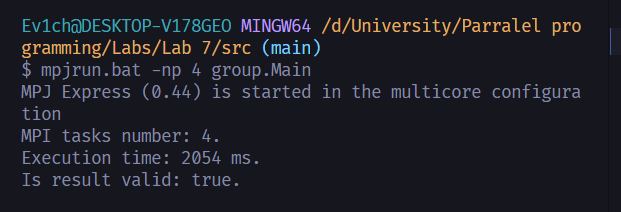 Ev1ch@DESKTOP-V178GEO MINGW64 /d/University/Parralel pro
gramming/Labs/Lab 7/src (main)
$ mpjrun.bat -np 4 group.Main
MPJ Express (0.44) is started in the multicore configura
tion
MPI tasks number: 4.
Execution time: 2054 ms.
Is result valid: true.